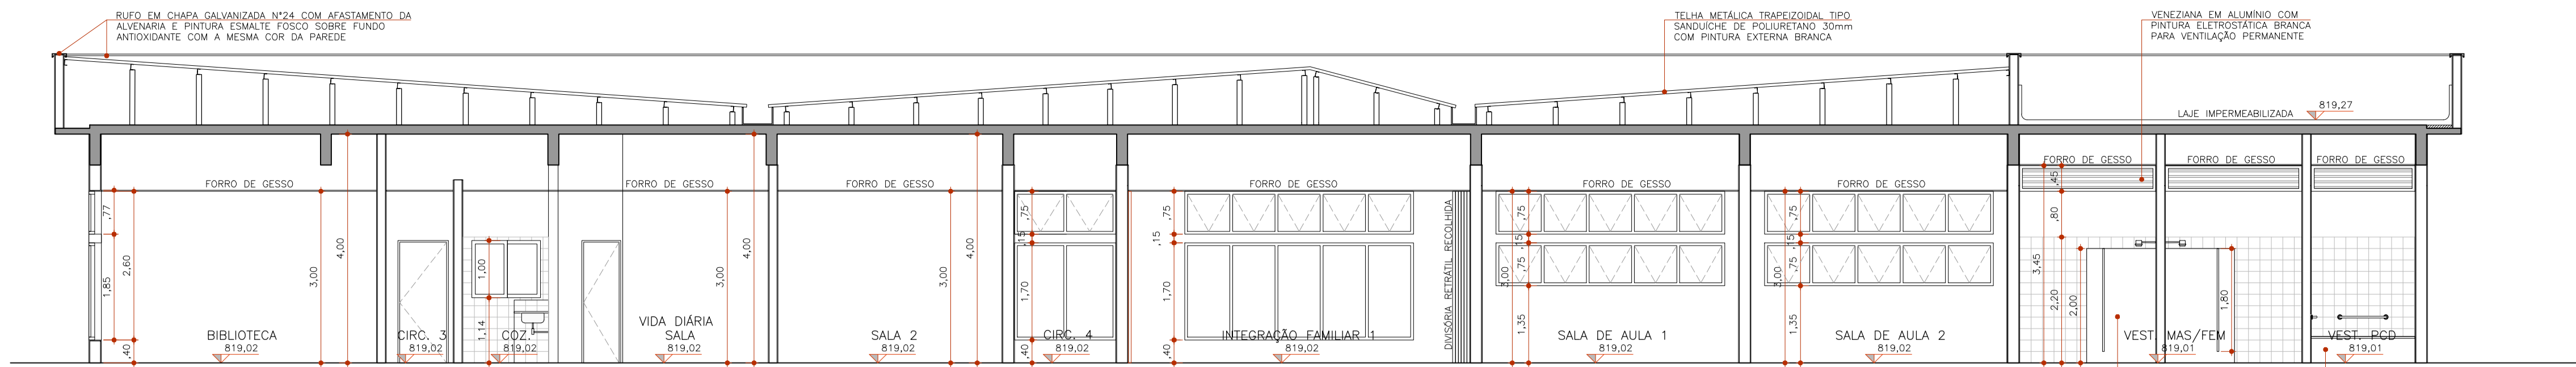 RUFO EM CHAPA GALVANIZADA N°24 COM AFASTAMENTO DA
ALVENARIA E PINTURA ESMALTE FOSCO SOBRE FUNDO
ANTIOXIDANTE COM A MESMA COR DA PAREDE
TELHA METÁLICA TRAPEIZOIDAL TIPO
SANDUÍCHE DE POLIURETANO 30mm
COM PINTURA EXTERNA BRANCA
VENEZIANA EM ALUMÍNIO COM
PINTURA ELETROSTÁTICA BRANCA
PARA VENTILAÇÃO PERMANENTE
819,27
LAJE IMPERMEABILIZADA
FORRO DE GESSO
FORRO DE GESSO
FORRO DE GESSO
FORRO DE GESSO
FORRO DE GESSO
FORRO DE GESSO
FORRO DE GESSO
FORRO DE GESSO
FORRO DE GESSO
,77
1,85
2,60
,40
3,00
4,00
1,00
1,14
3,00
4,00
3,00
4,00
,75
,15
1,70
,40
,75
,15
1,70
,40
DIVISÓRIA RETRÁTIL RECOLHIDA
3,00
,75
,15
,75
1,35
3,00
,75
,15
,75
1,35
3,45
,45
,80
2,20
2,00
1,80
BIBLIOTECA
819,02
CIRC. 3
819,02
COZ.
819,02
VIDA DIÁRIA
SALA
819,02
SALA 2
819,02
CIRC. 4
819,02
INTEGRAÇÃO FAMILIAR 1
819,02
SALA DE AULA 1
819,02
SALA DE AULA 2
819,02
VEST. MAS/FEM
819,01
VEST. PCD
819,01